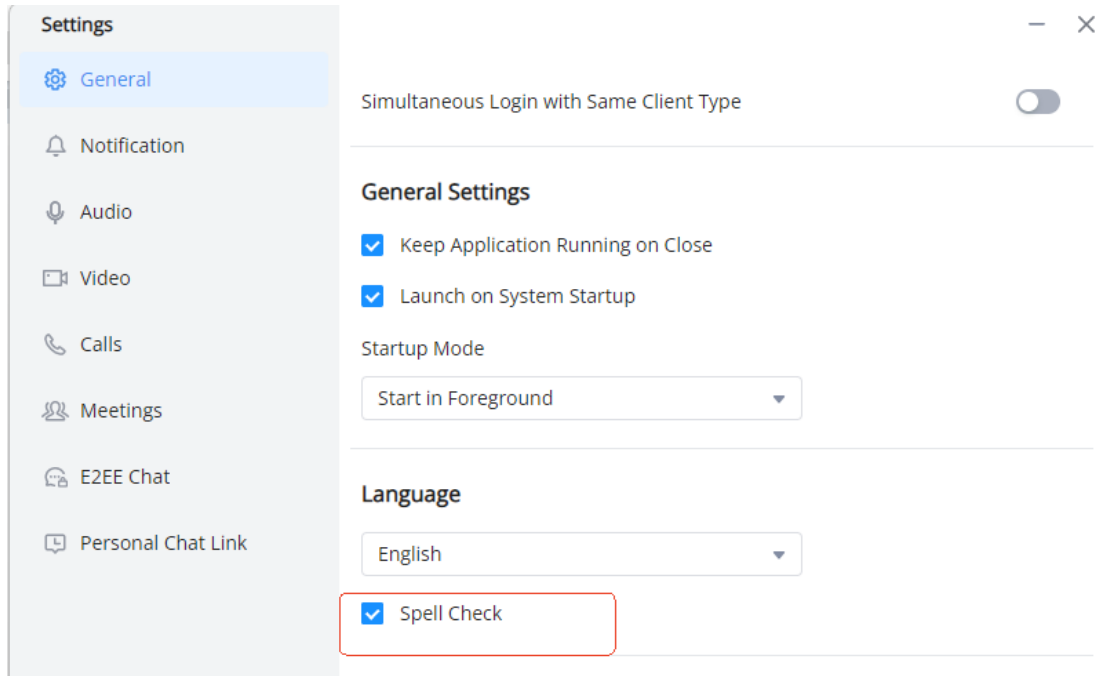 Settings
General
Notification
Audio
Video
Calls
Meetings
E2EE Chat
Personal Chat Link
Simultaneous Login with Same Client Type
General Settings
Keep Application Running on Close
Launch on System Startup
Startup Mode
Start in Foreground
Language
English
Spell Check